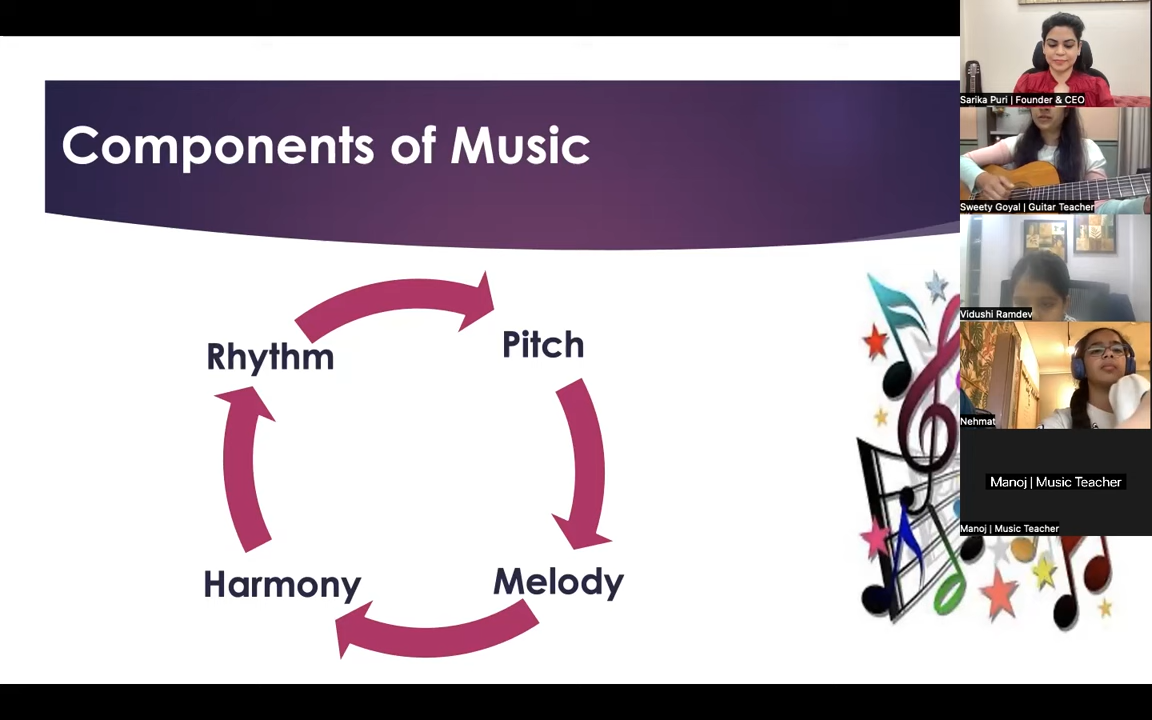 Components of Music
Rhythm
Pitch
Harmony
Melody
Sarika Puri | Founder & CEO
Sweety Goyal | Guitar Teacher
Vidushi Ramdev
Nehmat
Manoj | Music Teacher
Manoj | Music Teacher